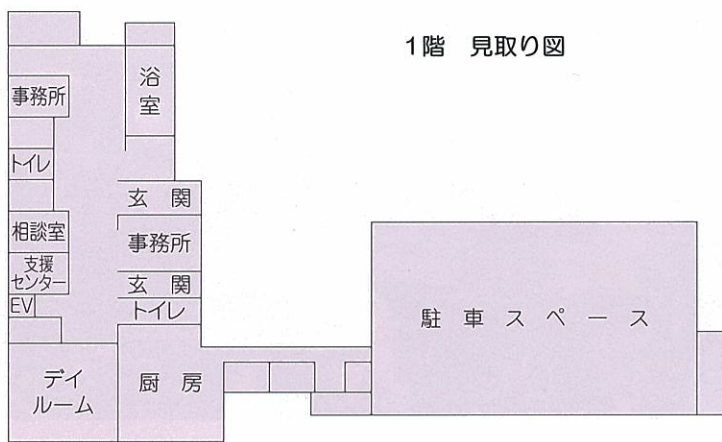 1階 見取り図
事務所
浴室
トイレ
玄 関
相談室
事務所
支援
センター
玄 関
EV
トイレ
駐 車 ス ペ ー ス
デイ
ルーム
厨 房